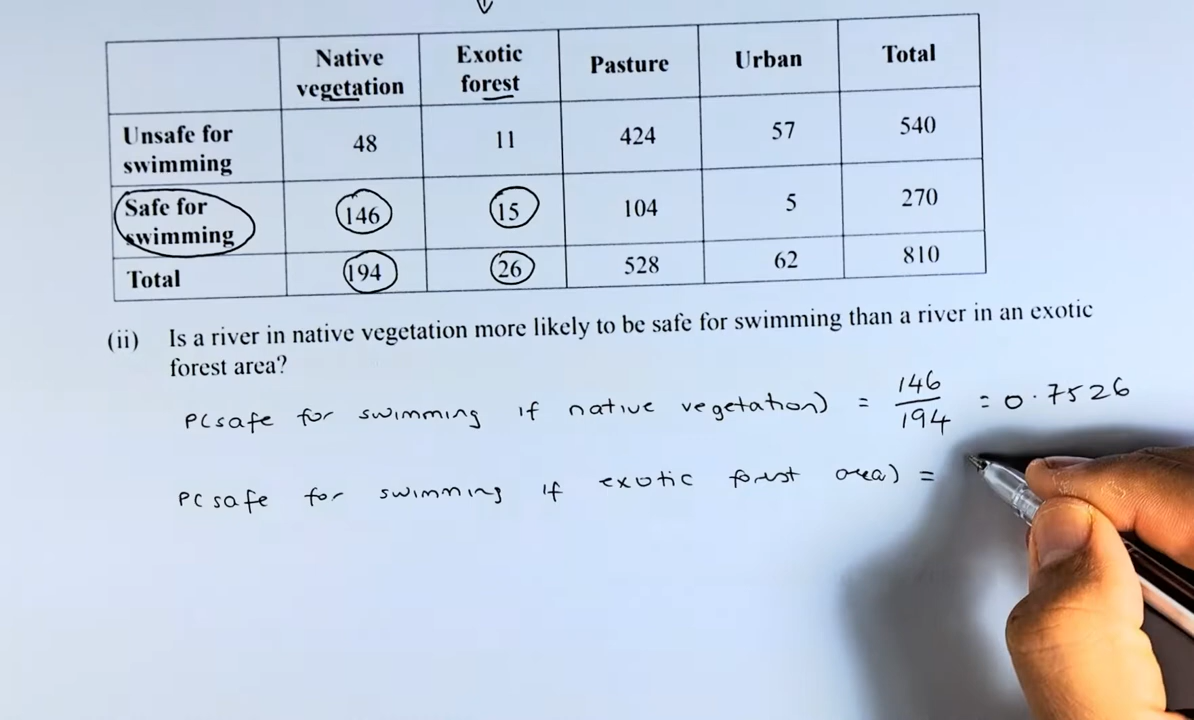 Native vegetation Exotic forest Pasture Urban Total
Unsafe for swimming 48 11 424 57 540
Safe for swimming 146 15 104 5 270
Total 194 26 528 62 810
(ii) Is a river in native vegetation more likely to be safe for swimming than a river in an exotic
forest area?
P(safe for swimming if native vegetation) = 146/194 = 0.7526
P(safe for swimming if exotic forest area) =